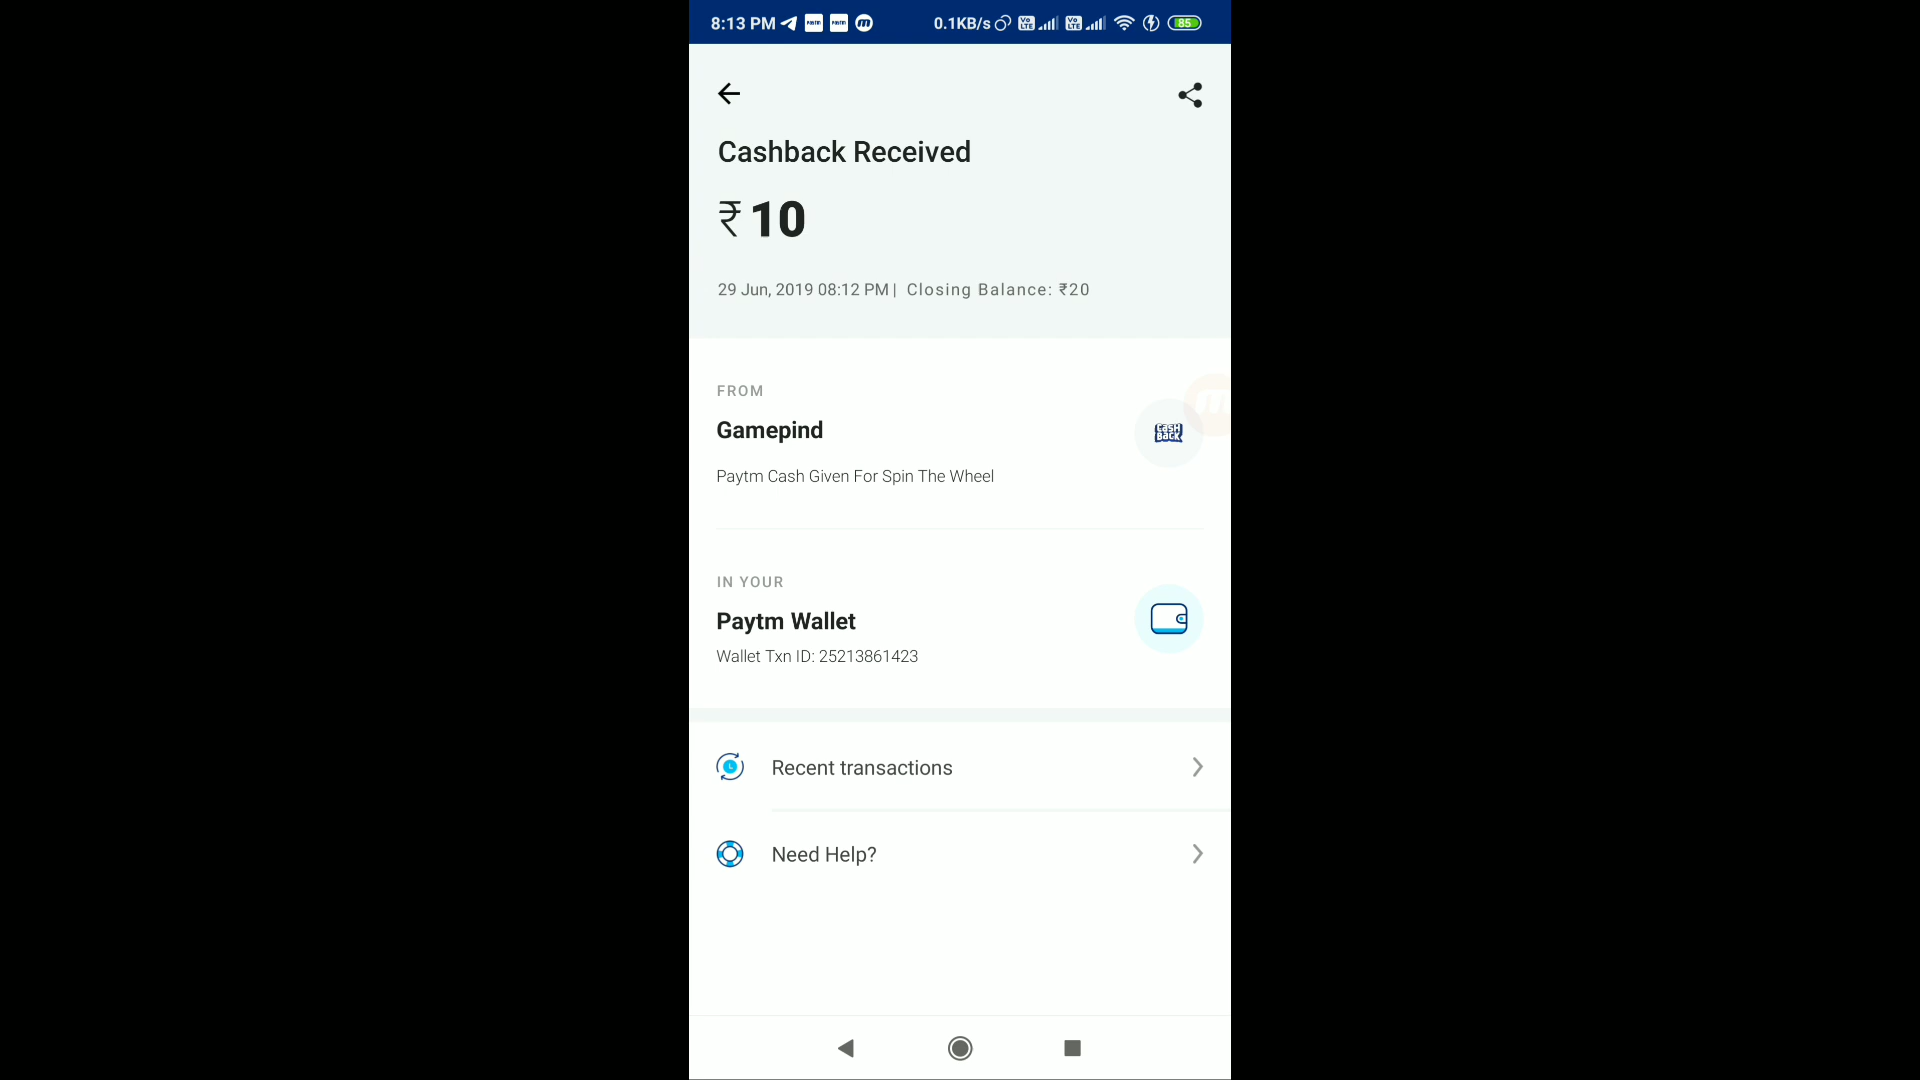 8:13 PM 0.1KB/s 85
Cashback Received
₹ 10
29 Jun, 2019 08:12 PM | Closing Balance: ₹20
FROM
Gamepind
CASH
BACK
Paytm Cash Given For Spin The Wheel
IN YOUR
Paytm Wallet
Wallet Txn ID: 25213861423
Recent transactions
Need Help?